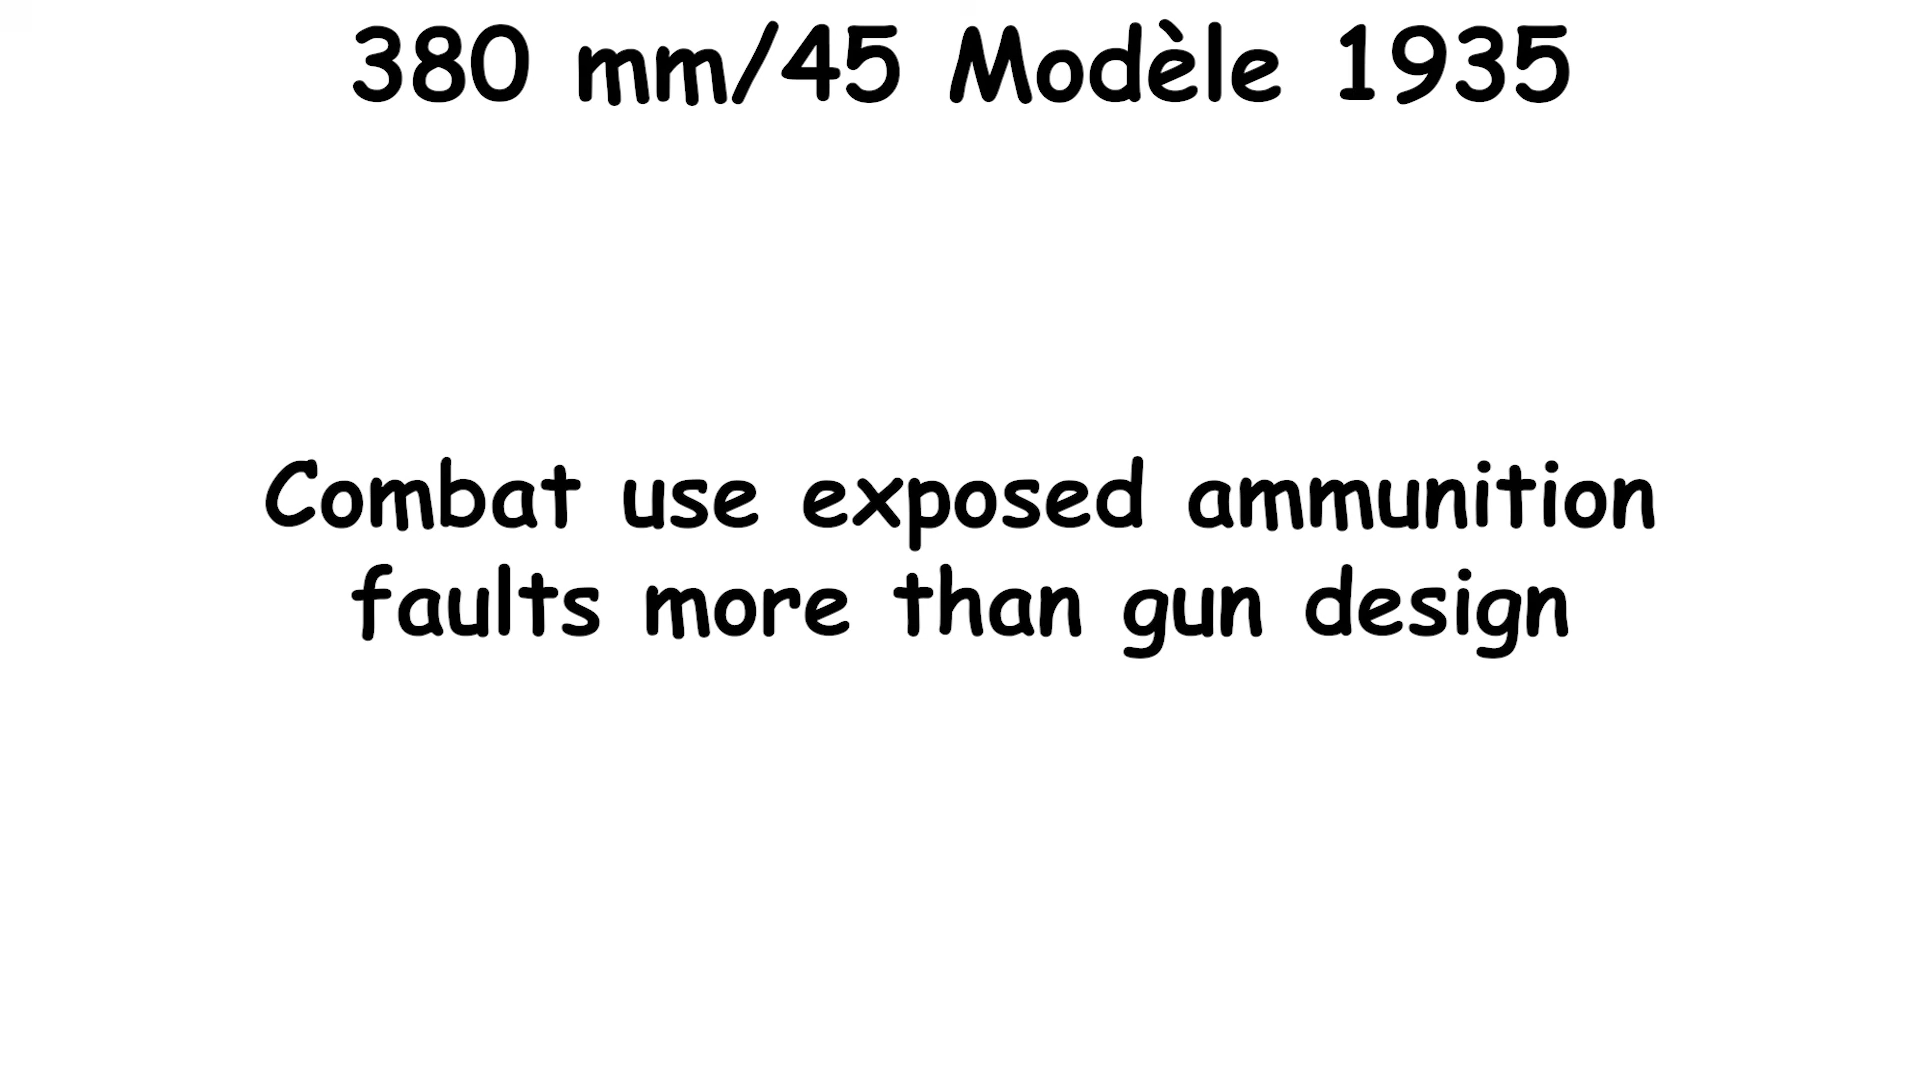 380 mm/45 Modèle 1935
Combat use exposed ammunition
faults more than gun design